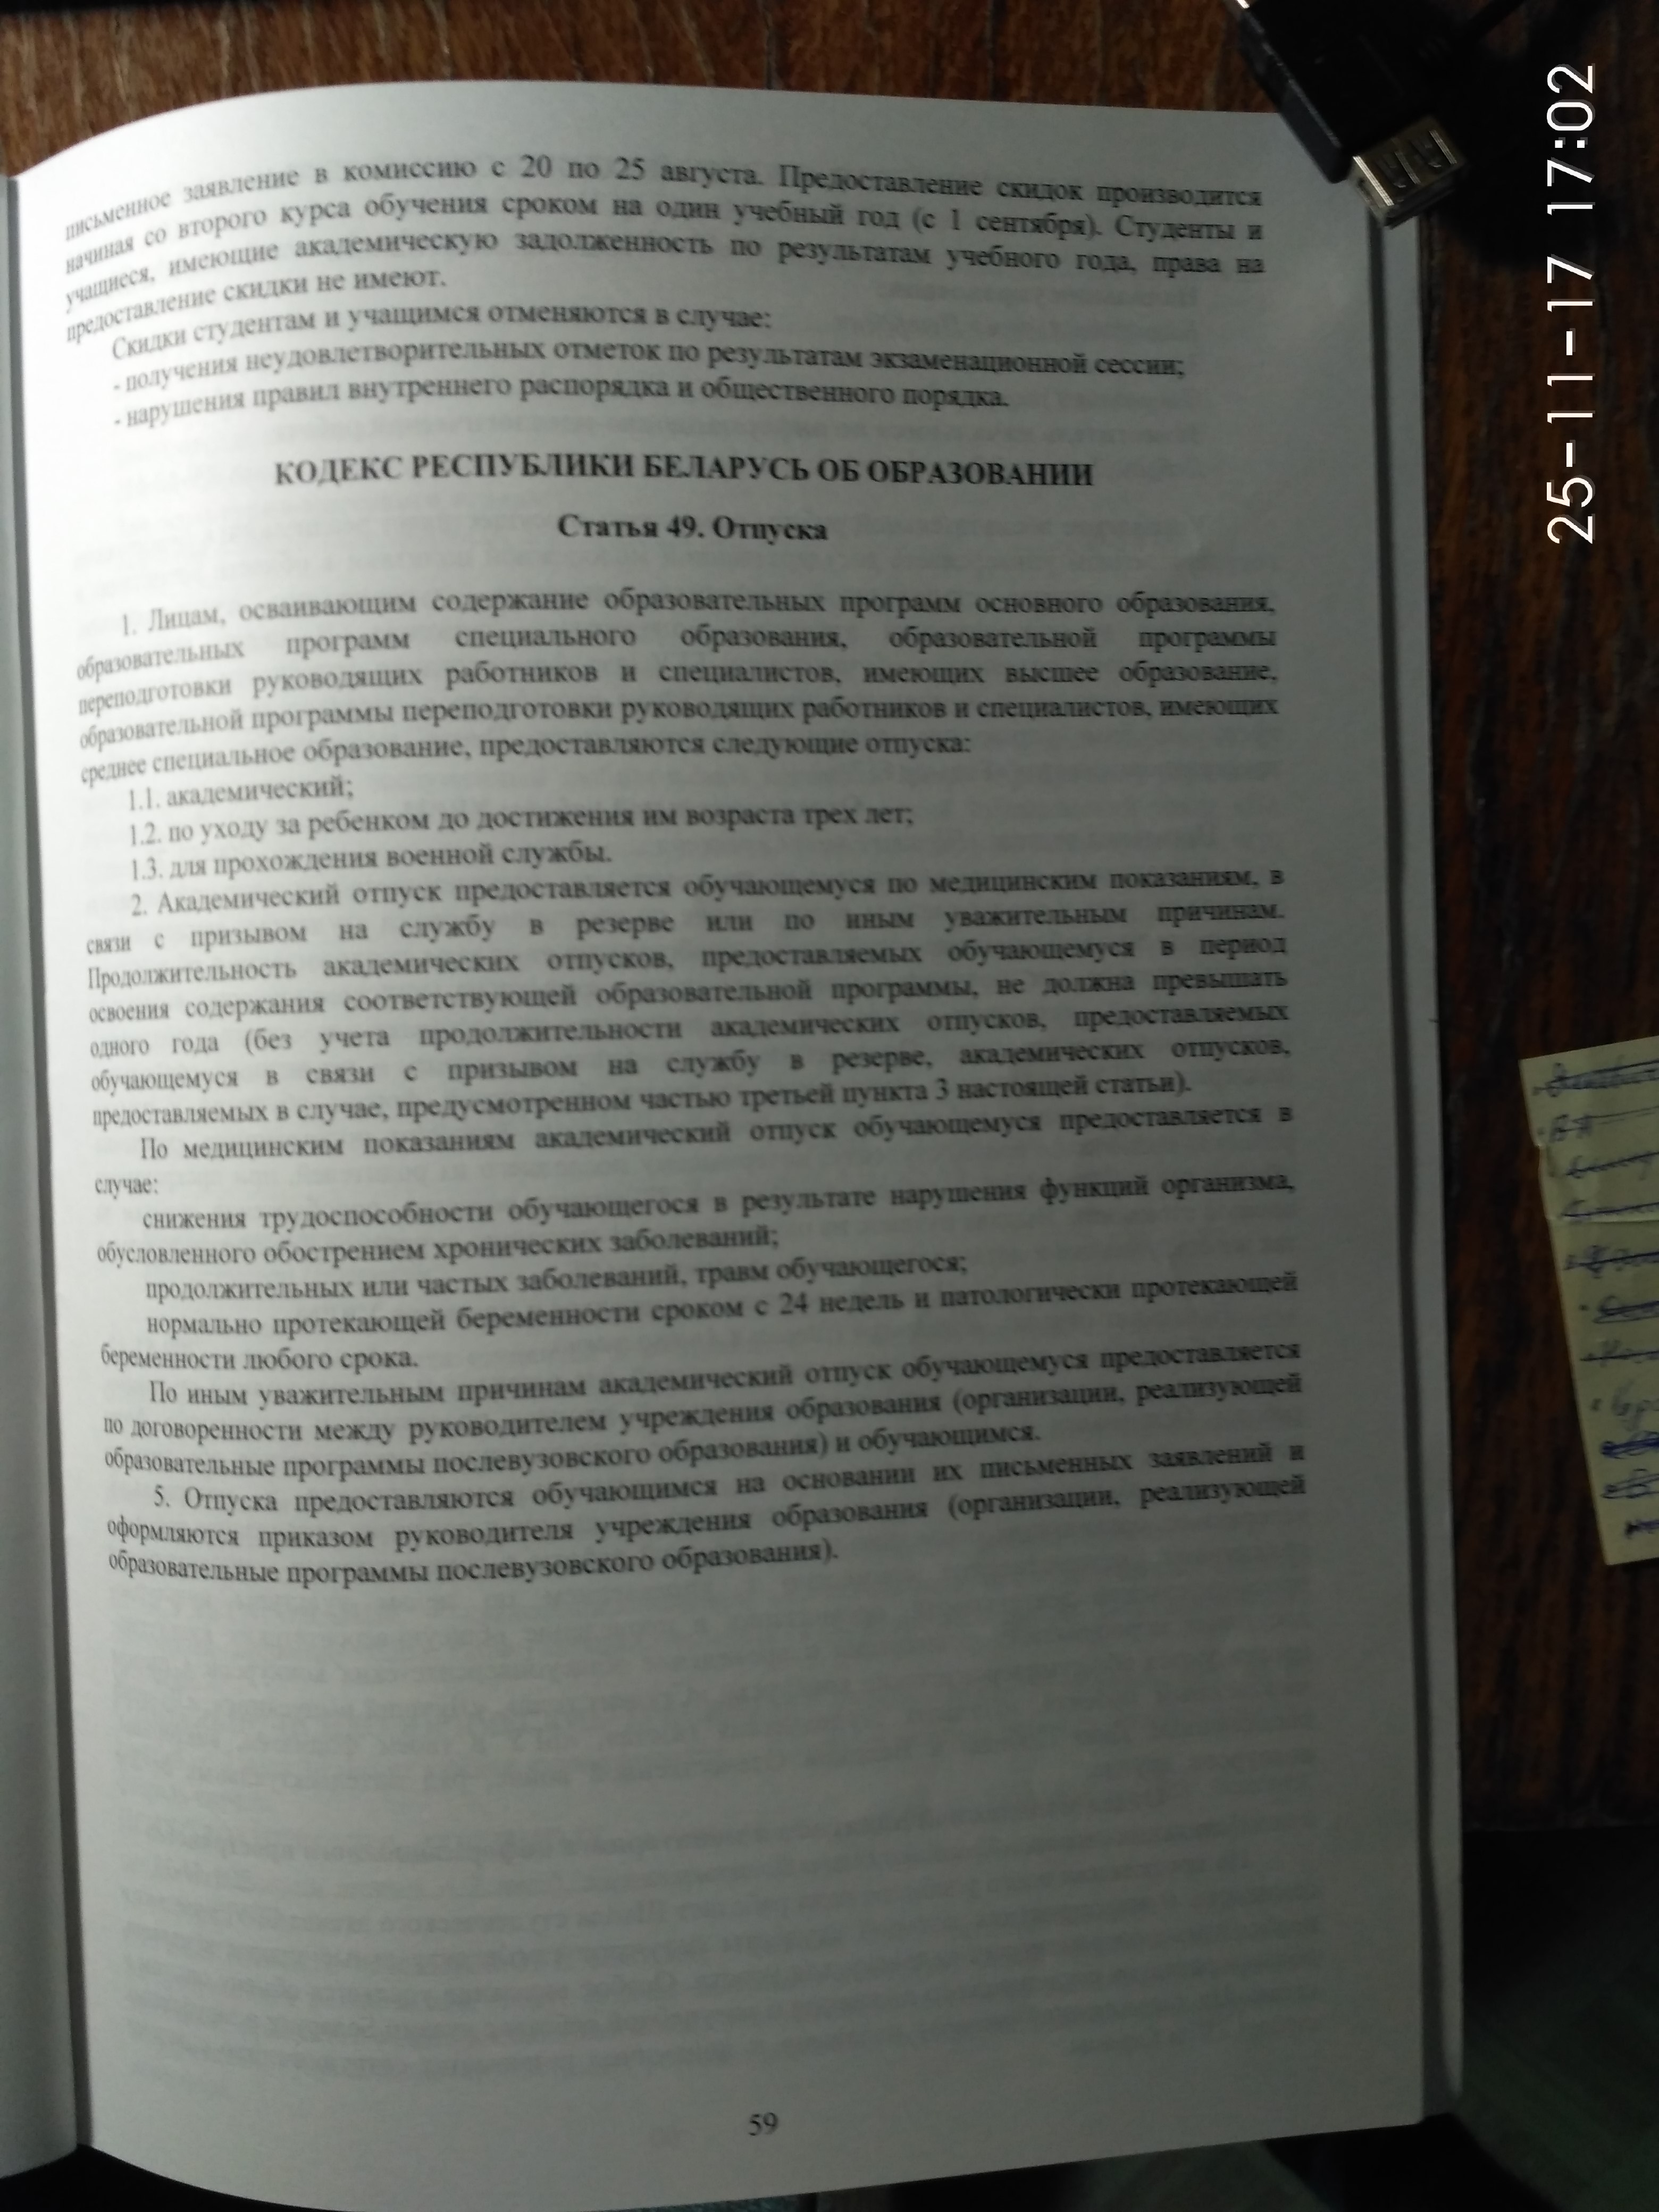 письменное заявление в комиссию с 20 по 25 августа. Предоставление скидок производится
начиная со второго курса обучения сроком на один учебный год (с 1 сентября). Студенты и
учащиеся, имеющие академическую задолженность по результатам учебного года, права на
предоставление скидки не имеют.
Скидки студентам и учащимся отменяются в случае:
- получения неудовлетворительных отметок по результатам экзаменационной сессии;
- нарушения правил внутреннего распорядка и общественного порядка.
КОДЕКС РЕСПУБЛИКИ БЕЛАРУСЬ ОБ ОБРАЗОВАНИИ
Статья 49. Отпуска
1. Лицам, осваивающим содержание образовательных программ основного образования,
образовательных программ специального образования, образовательной программы
переподготовки руководящих работников и специалистов, имеющих высшее образование,
образовательной программы переподготовки руководящих работников и специалистов, имеющих
среднее специальное образование, предоставляются следующие отпуска:
1.1. академический;
1.2. по уходу за ребенком до достижения им возраста трех лет;
1.3. для прохождения военной службы.
2. Академический отпуск предоставляется обучающемуся по медицинским показаниям, в
связи с призывом на службу в резерве или по иным уважительным причинам.
Продолжительность академических отпусков, предоставляемых обучающемуся в период
освоения содержания соответствующей образовательной программы, не должна превышать
одного года (без учета продолжительности академических отпусков, предоставляемых
обучающемуся в связи с призывом на службу в резерве, академических отпусков,
предоставляемых в случае, предусмотренном частью третьей пункта 3 настоящей статьи).
По медицинским показаниям академический отпуск обучающемуся предоставляется в
случае:
снижения трудоспособности обучающегося в результате нарушения функций организма,
обусловленного обострением хронических заболеваний;
продолжительных или частых заболеваний, травм обучающегося;
нормально протекающей беременности сроком с 24 недель и патологически протекающей
беременности любого срока.
По иным уважительным причинам академический отпуск обучающемуся предоставляется
по договоренности между руководителем учреждения образования (организации, реализующей
образовательные программы послевузовского образования) и обучающимся.
5. Отпуска предоставляются обучающимся на основании их письменных заявлений и
оформляются приказом руководителя учреждения образования (организации, реализующей
образовательные программы послевузовского образования).
59
25-11-17 17:02